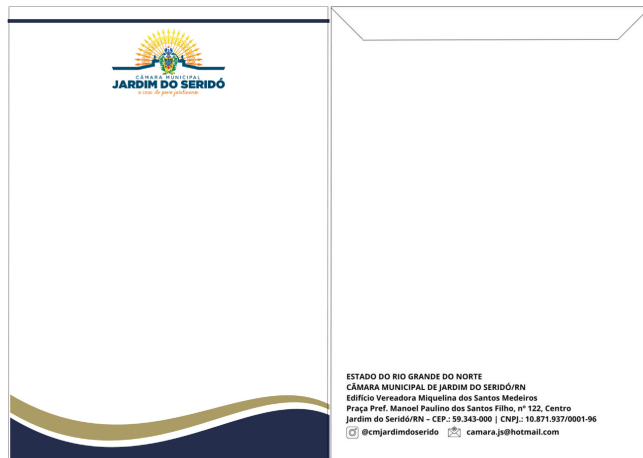 CÂMARA MUNICIPAL
JARDIM DO SERIDÓ
a casa do povo jardinense
ESTADO DO RIO GRANDE DO NORTE
CÂMARA MUNICIPAL DE JARDIM DO SERIDÓ/RN
Edifício Vereadora Miquelina dos Santos Medeiros
Praça Pref. Manoel Paulino dos Santos Filho, nº 122, Centro
Jardim do Seridó/RN – CEP.: 59.343-000 | CNPJ.: 10.871.937/0001-96
@cmjardimdoserido camara.js@hotmail.com